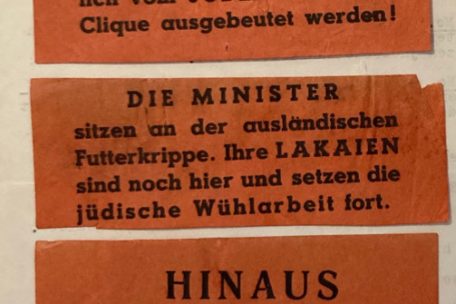 Clique ausgebeutet werden!
DIE MINISTER
sitzen an der ausländischen
Futterkrippe. Ihre LAKAIEN
sind noch hier und setzen die
jüdische Wühlarbeit fort.
HINAUS